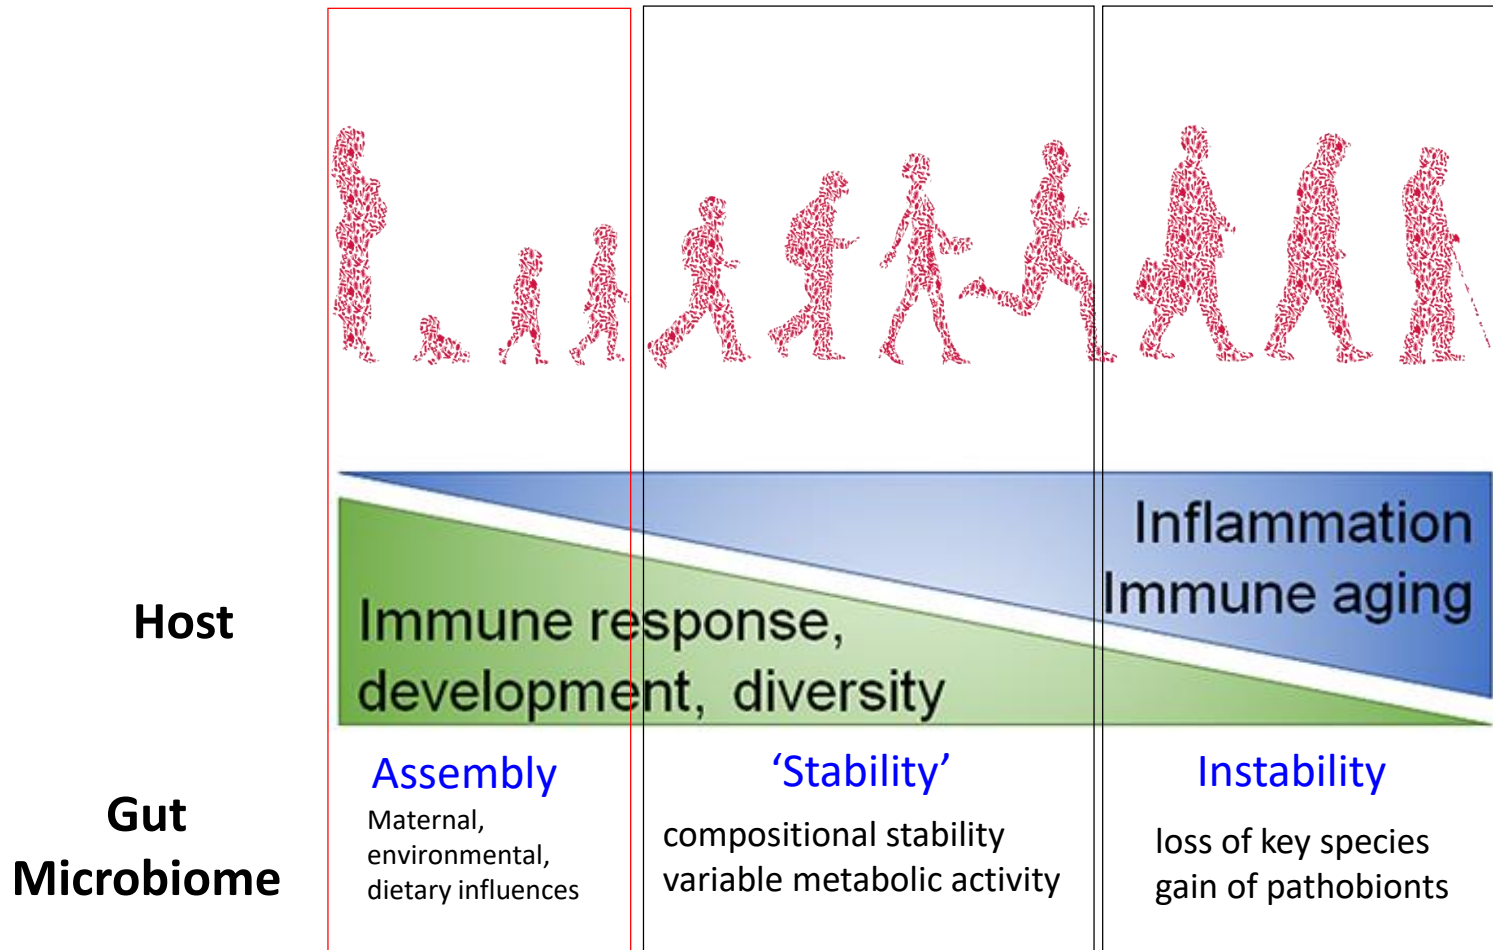 Inflammation
Immune aging
Host
Immune response,
development, diversity
Gut
Microbiome
Assembly
Maternal,
environmental,
dietary influences
‘Stability’
compositional stability
variable metabolic activity
Instability
loss of key species
gain of pathobionts